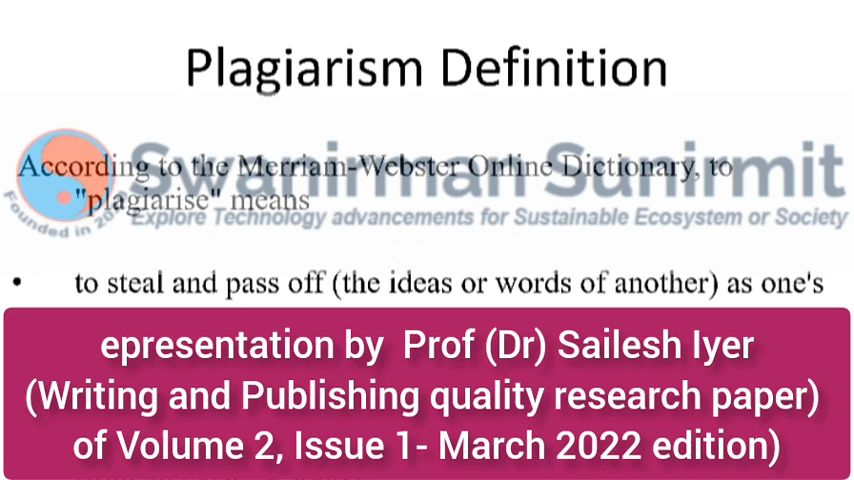 Plagiarism Definition
According to the Merriam-Webster Online Dictionary, to
"plagiarise" means
Swanirman Sunirmit
Explore Technology advancements for Sustainable Ecosystem or Society
Founded in
• to steal and pass off (the ideas or words of another) as one's
epresentation by Prof (Dr) Sailesh Iyer
(Writing and Publishing quality research paper)
of Volume 2, Issue 1- March 2022 edition)